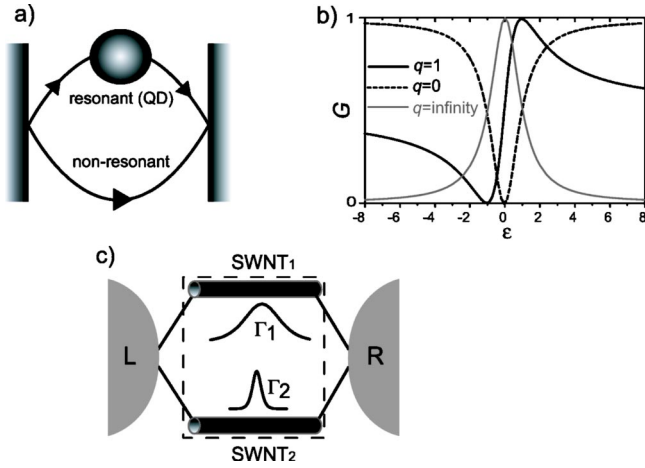 a)
resonant (QD)
non-resonant
b)
1
G
0
q=1
q=0
q=infinity
-8 -6 -4 -2 0 2 4 6 8
ε
c)
SWNT₁
L
Γ₁
R
Γ₂
SWNT₂